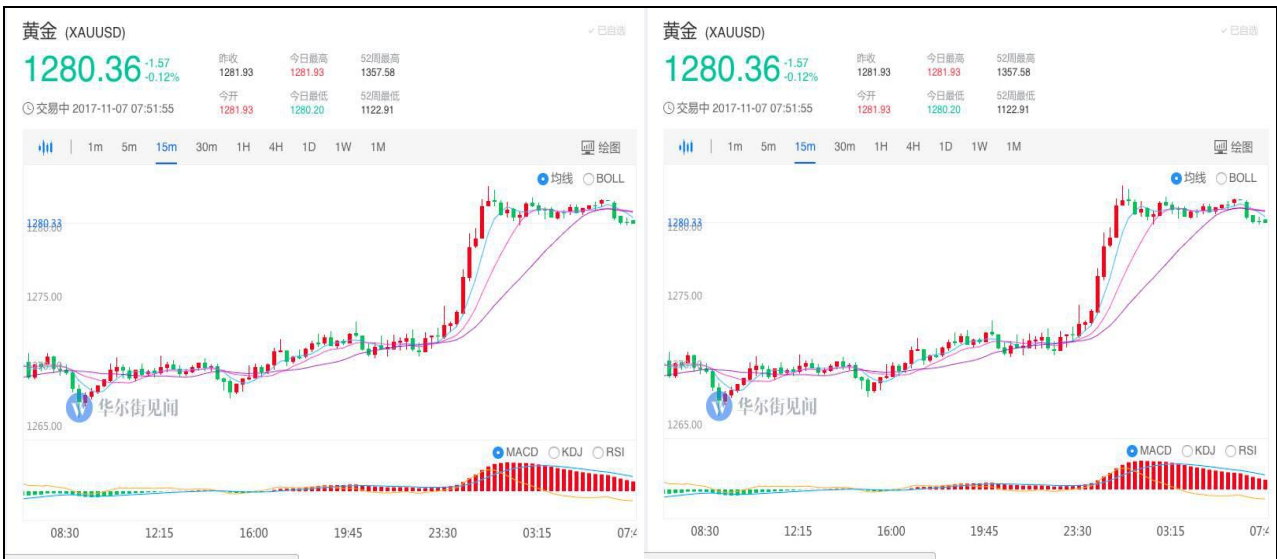 黄金 (XAUUSD)
✓ 已自选
1280.36 -1.57 -0.12%
昨收 今日最高 52周最高
1281.93 1281.93 1357.58
今开 今日最低 52周最低
交易中 2017-11-07 07:51:55
1281.93 1280.20 1122.91
1m 5m 15m 30m 1H 4H 1D 1W 1M 绘图
均线 BOLL
1280.33
1280.00
1275.00
华尔街见闻
1265.00
MACD KDJ RSI
08:30 12:15 16:00 19:45 23:30 03:15 07:4
黄金 (XAUUSD)
✓ 已自选
1280.36 -1.57 -0.12%
昨收 今日最高 52周最高
1281.93 1281.93 1357.58
今开 今日最低 52周最低
交易中 2017-11-07 07:51:55
1281.93 1280.20 1122.91
1m 5m 15m 30m 1H 4H 1D 1W 1M 绘图
均线 BOLL
1280.33
1280.00
1275.00
华尔街见闻
1265.00
MACD KDJ RSI
08:30 12:15 16:00 19:45 23:30 03:15 07:4